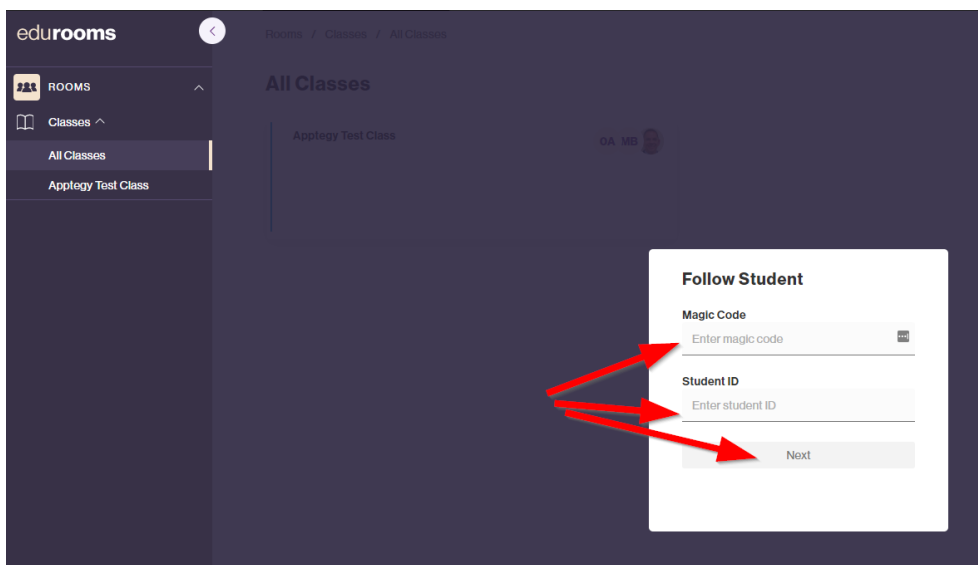 edurooms
Rooms / Classes / All Classes
ROOMS
All Classes
Classes
Apptegy Test Class
OA MB
All Classes
Apptegy Test Class
Follow Student
Magic Code
Enter magic code
Student ID
Enter student ID
Next